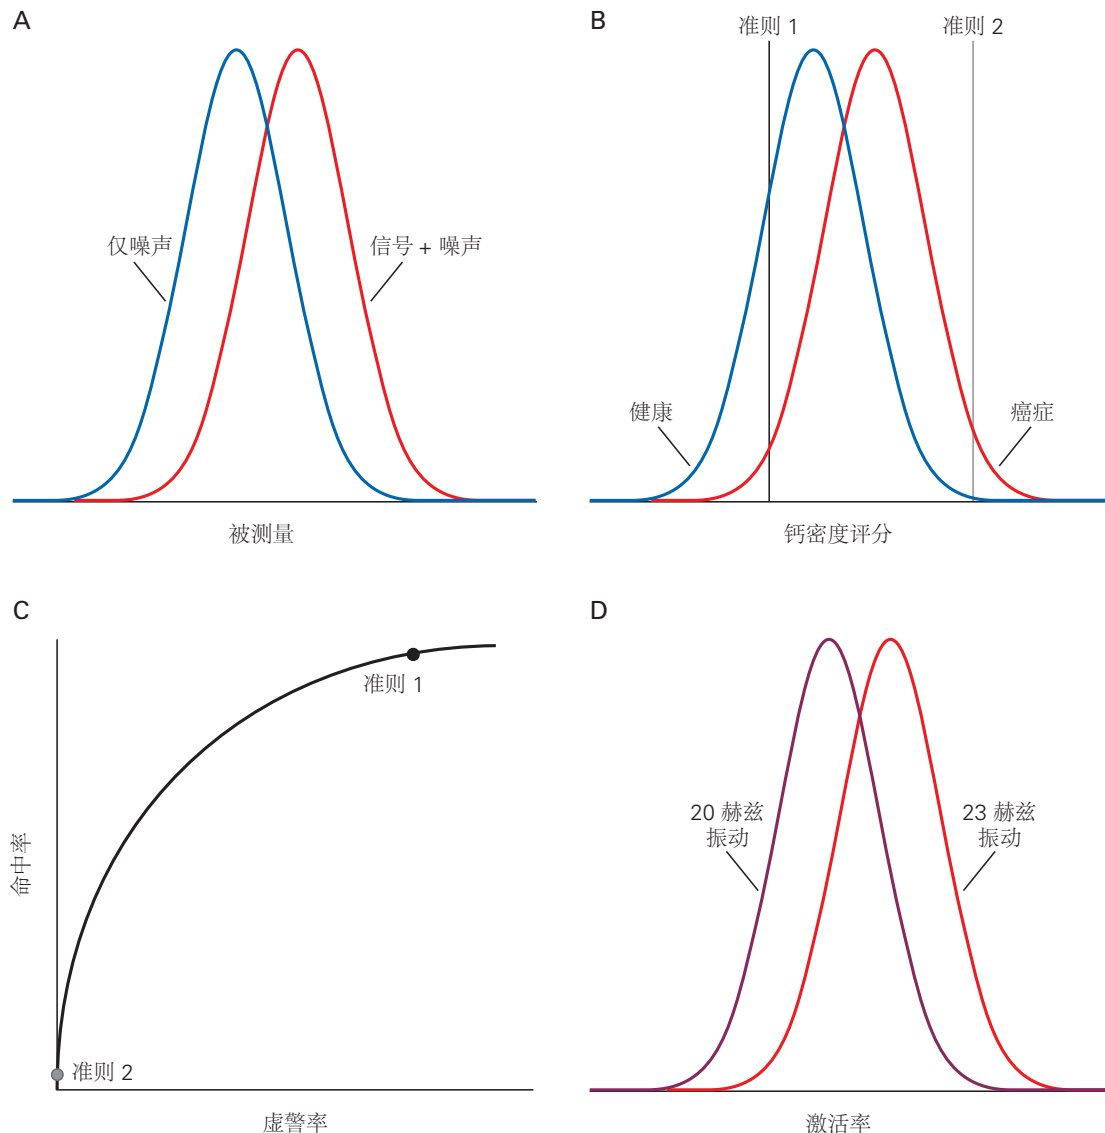 A
仅噪声
信号 + 噪声
被测量
B
准则 1
准则 2
健康
癌症
钙密度评分
C
命中率
准则 1
准则 2
虚警率
D
20 赫兹
振动
23 赫兹
振动
激活率